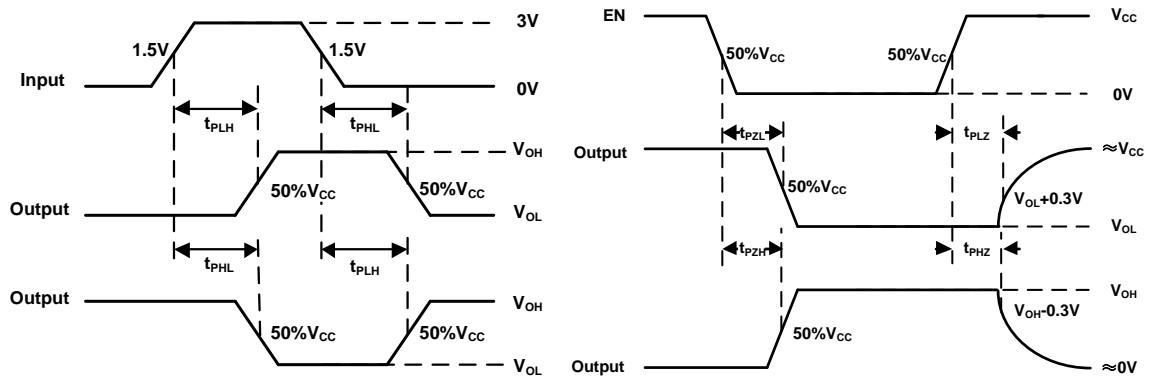 3V
1.5V
1.5V
Input
0V
tPLH
tPHL
VOH
50%VCC
50%VCC
Output
VOL
tPHL
tPLH
Output
VOH
50%VCC
50%VCC
VOL
EN
VCC
50%VCC
50%VCC
0V
tPZL
tPLZ
Output
≈VCC
50%VCC
VOL+0.3V
VOL
tPZH
tPHZ
VOH
VOH−0.3V
50%VCC
Output
≈0V